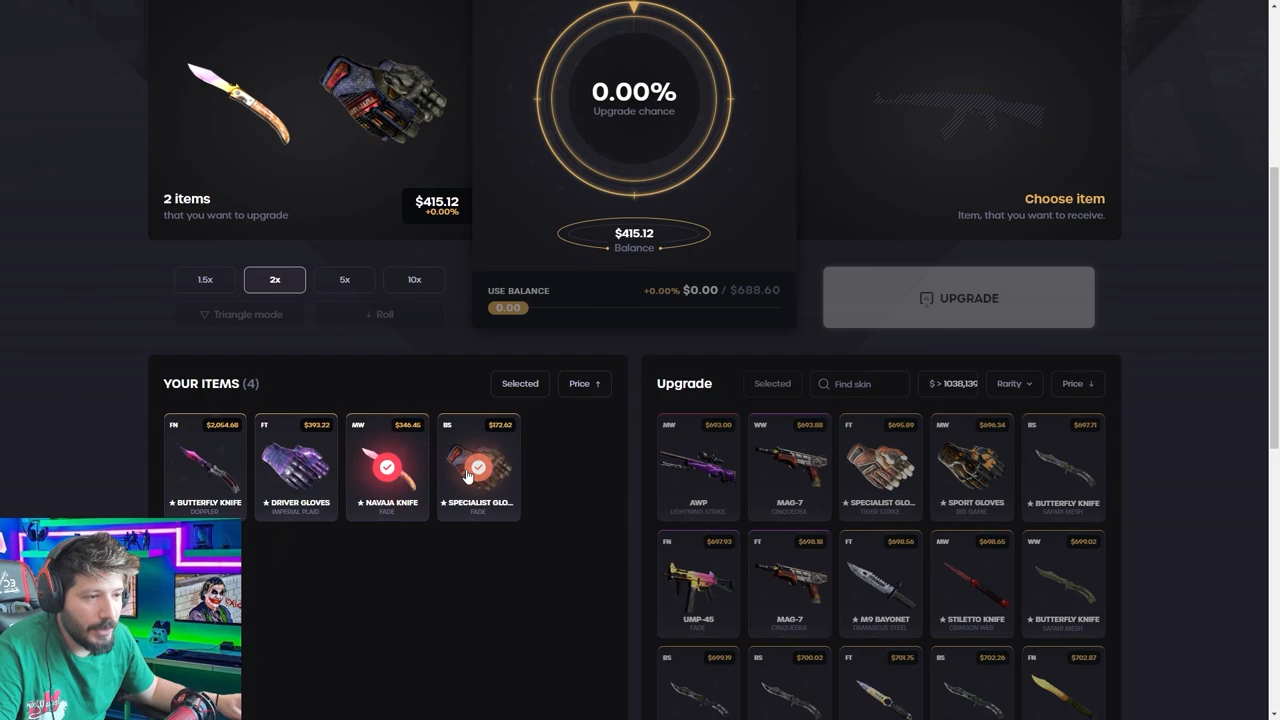 0.00%
Upgrade chance
2 items
that you want to upgrade
$415.12
+0.00%
Choose item
Item, that you want to receive.
$415.12
Balance
1.5x 2x 5x 10x
Triangle mode Roll
USE BALANCE +0.00% $0.00 / $688.60
0.00
UPGRADE
YOUR ITEMS (4) Selected Price ↑
Upgrade Selected Find skin $ > 1038,139 Rarity Price ↓
FN $2,054.68 FT $393.22 MW $346.45 BS $172.62
★ BUTTERFLY KNIFE ★ DRIVER GLOVES ★ NAVAJA KNIFE ★ SPECIALIST GLO...
DOPPLER IMPERIAL PLAID FADE FADE
MW $693.00 WW $693.88 FT $695.89 MW $696.34 BS $697.71
AWP MAG-7 ★ SPECIALIST GLO... ★ SPORT GLOVES ★ BUTTERFLY KNIFE
LIGHTNING STRIKE CINQUEDEA TIGER STRIKE BIG GAME SAFARI MESH
FN $697.93 FT $698.18 FT $698.56 MW $698.65 WW $699.02
UMP-45 MAG-7 ★ M9 BAYONET ★ STILETTO KNIFE ★ BUTTERFLY KNIFE
FADE CINQUEDEA DAMASCUS STEEL CRIMSON WEB SAFARI MESH
BS $699.19 BS $700.02 FT $701.75 BS $702.26 FN $702.87